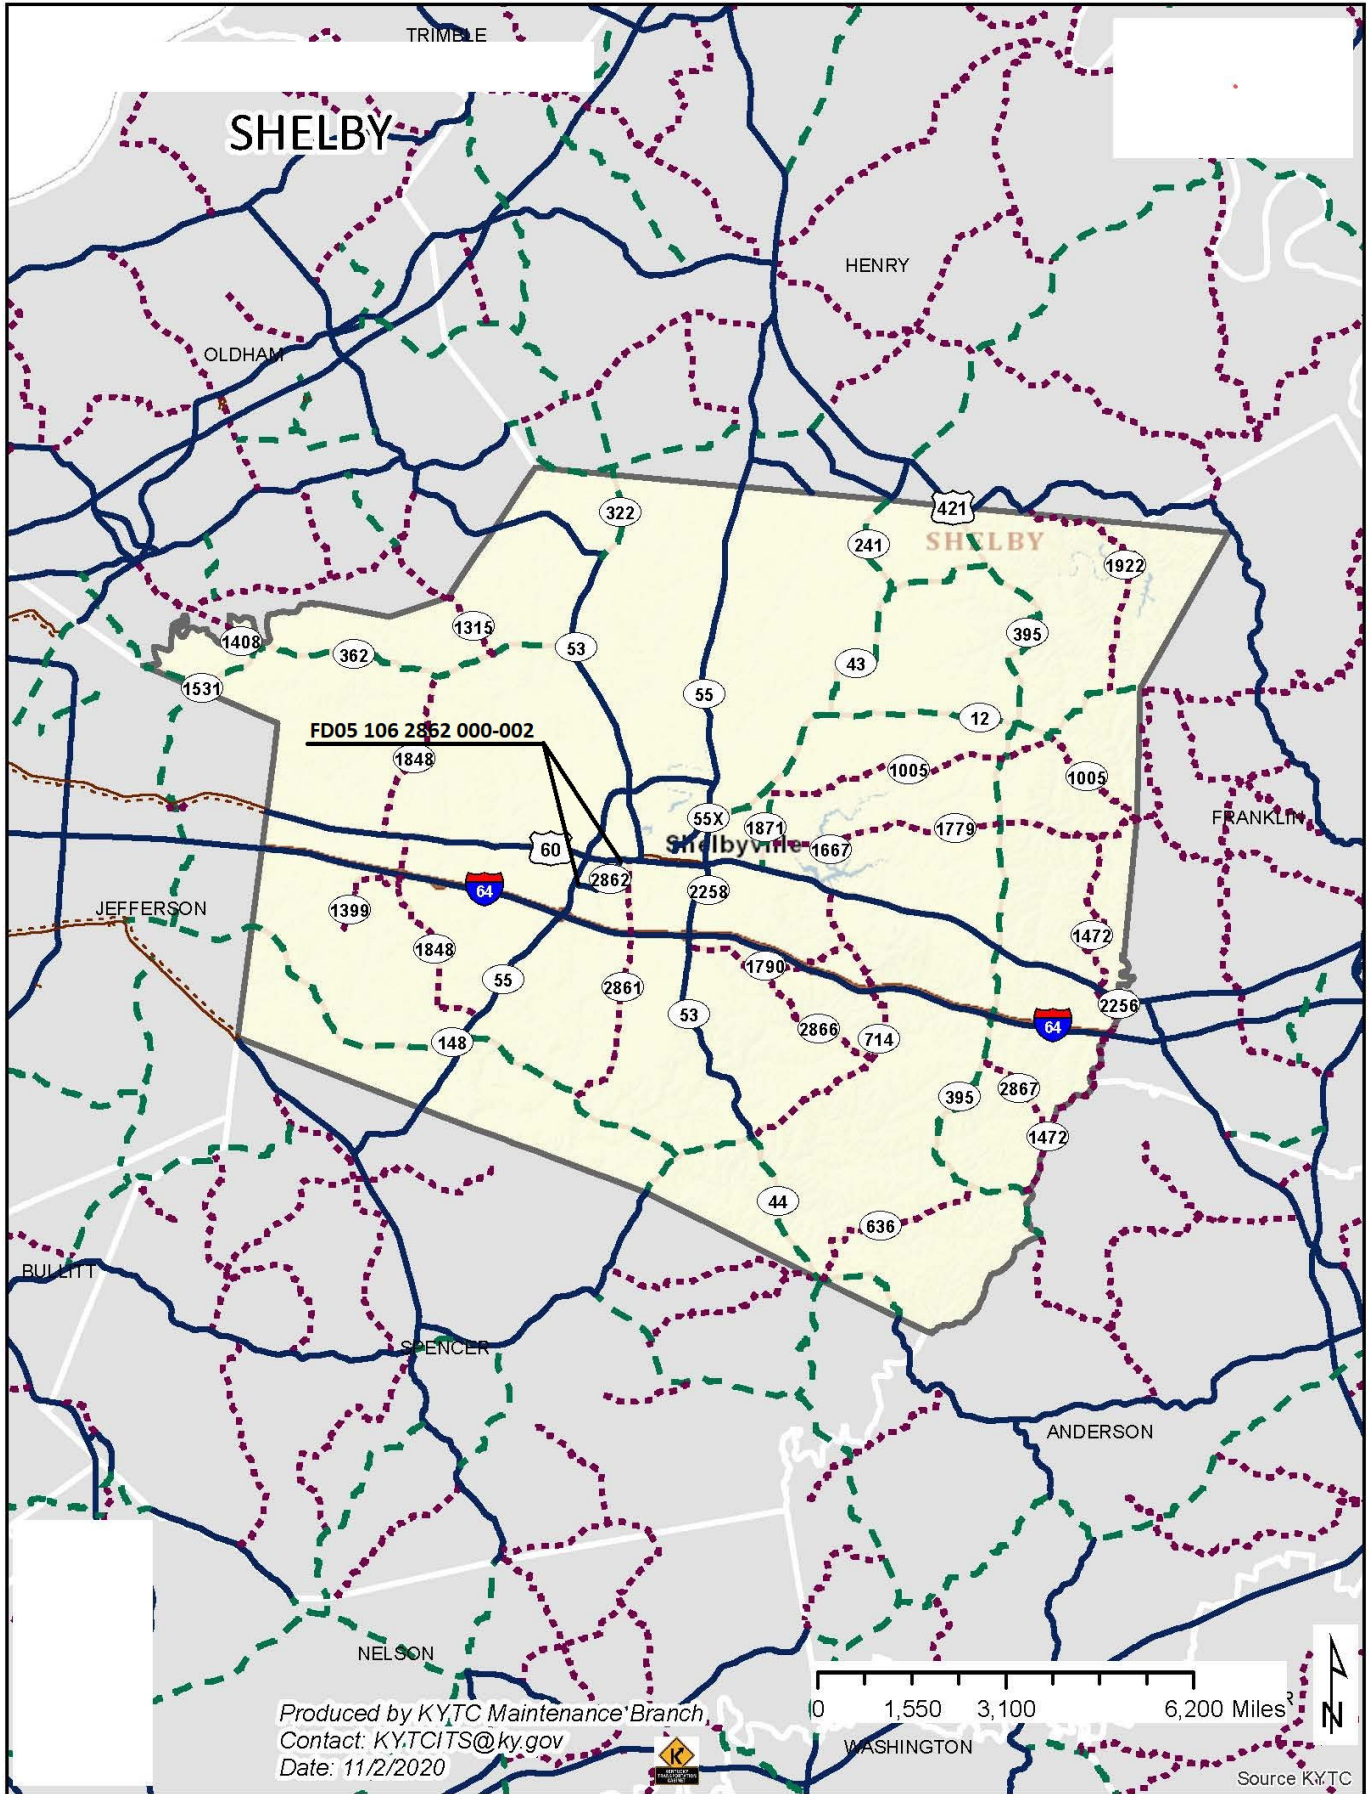 TRIMBLE
SHELBY
HENRY
OLDHAM
322
421
241
SHELBY
1922
1315
395
1408
362
53
43
1531
55
12
FD05 106 2862 000-002
1848
1005
1005
55X
1871
1779
FRANKLIN
Shelbyville
1667
60
2862
64
2258
JEFFERSON
1399
1472
1848
1790
55
2861
2256
53
64
2866
714
148
2867
395
1472
44
636
BULLITT
SPENCER
ANDERSON
NELSON
0 1,550 3,100 6,200 Miles
R
N
Produced by KYTC Maintenance Branch
Contact: KYTCITS@ky.gov
Date: 11/2/2020
WASHINGTON
K
KENTUCKY
TRANSPORTATION
CABINET
Source KYTC